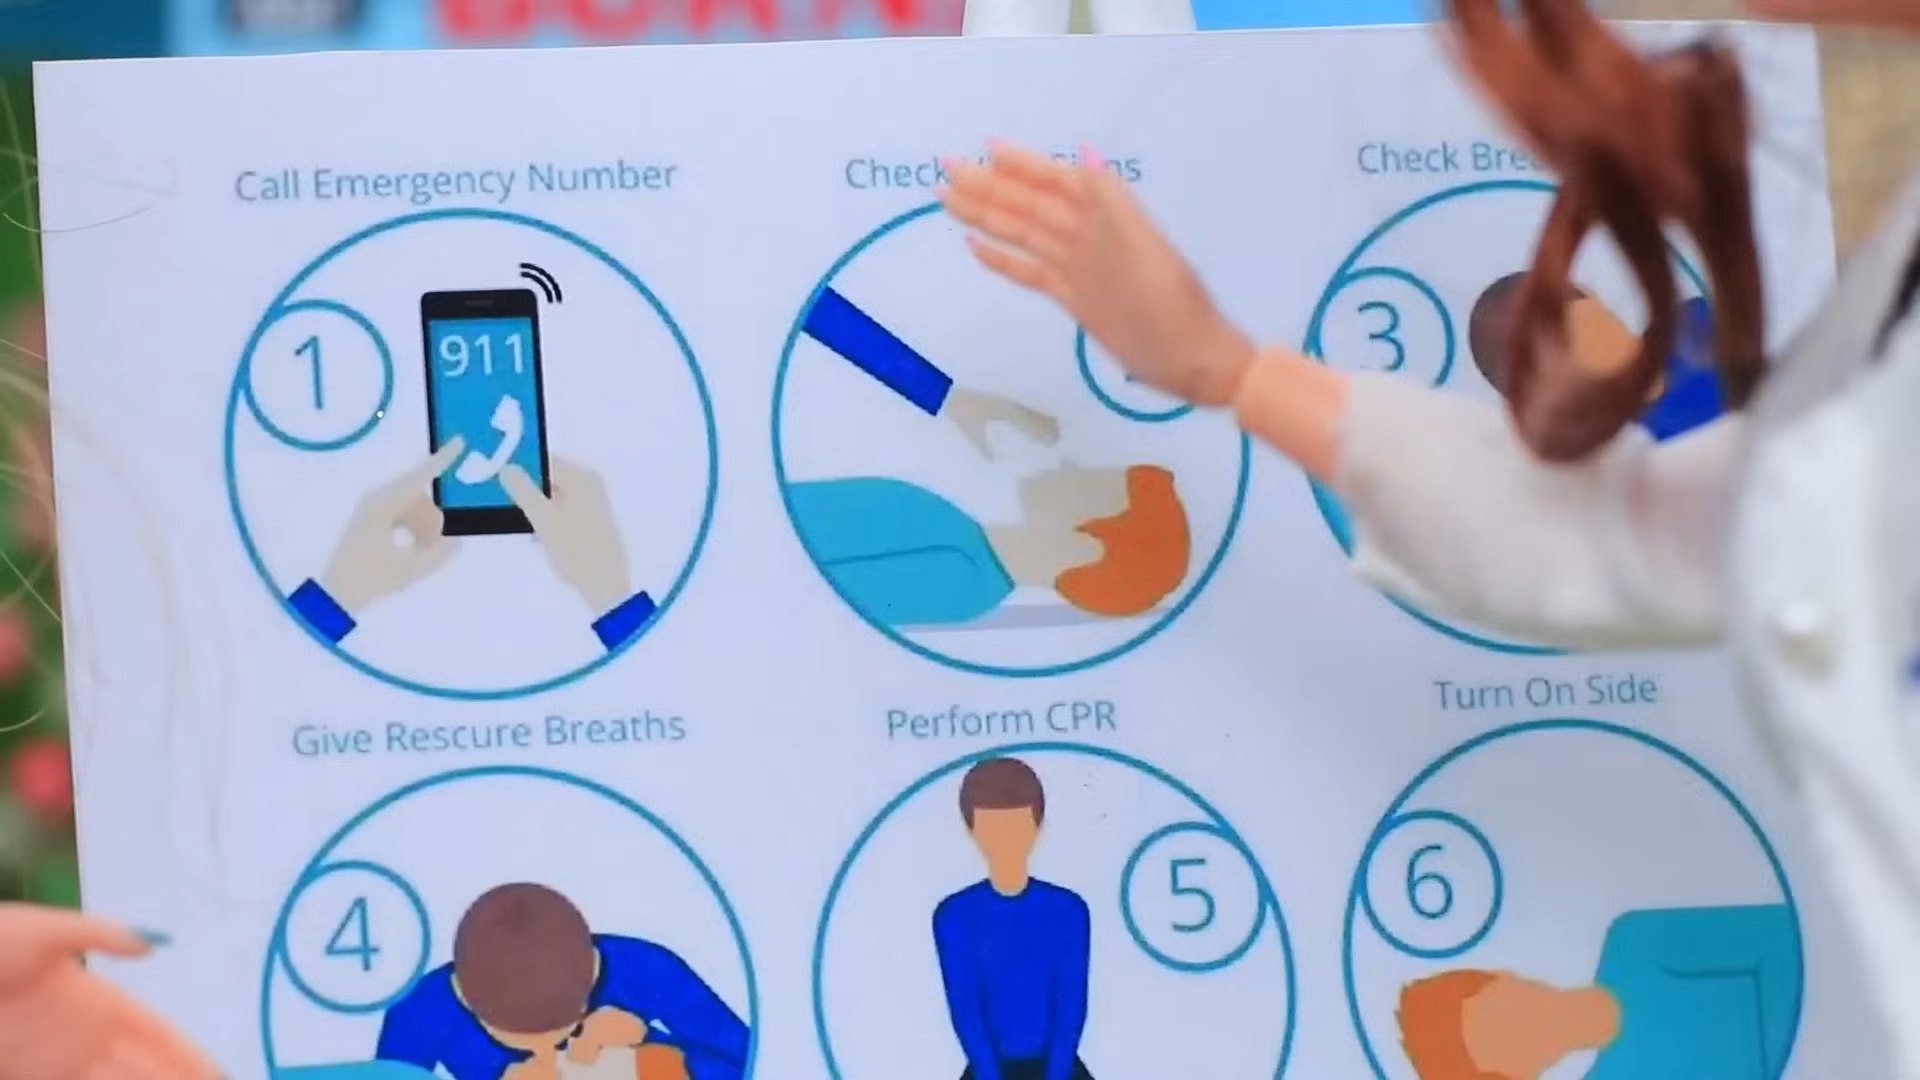 Call Emergency Number
Check
Check
1
911
3
Give Rescure Breaths
Perform CPR
Turn On Side
4
5
6